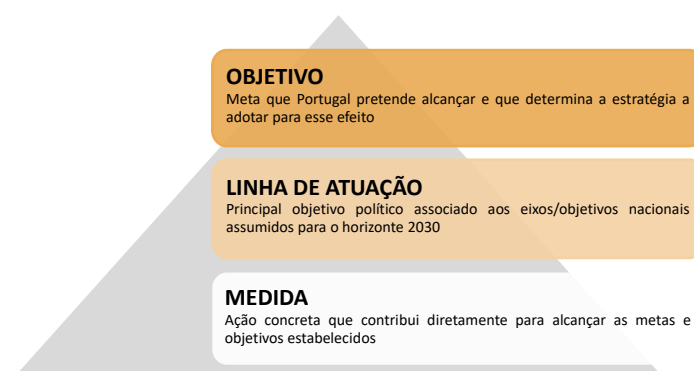 OBJETIVO
Meta que Portugal pretende alcançar e que determina a estratégia a
adotar para esse efeito
LINHA DE ATUAÇÃO
Principal objetivo político associado aos eixos/objetivos nacionais
assumidos para o horizonte 2030
MEDIDA
Ação concreta que contribui diretamente para alcançar as metas e
objetivos estabelecidos